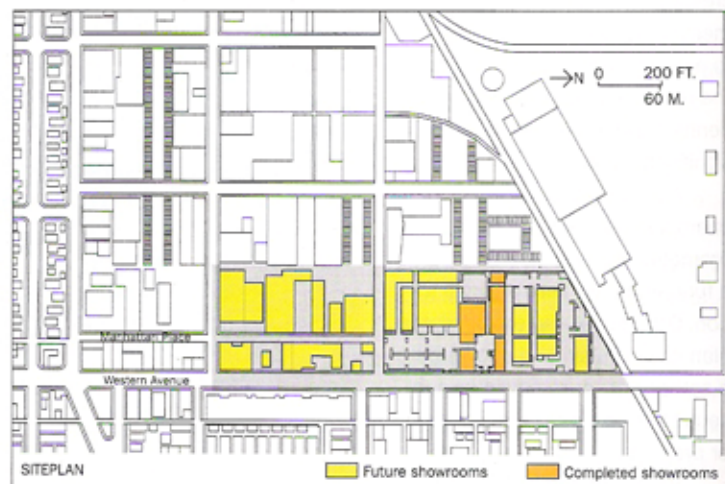 N 0 200 FT.
60 M.
Manhattan Place
Western Avenue
SITEPLAN Future showrooms Completed showrooms